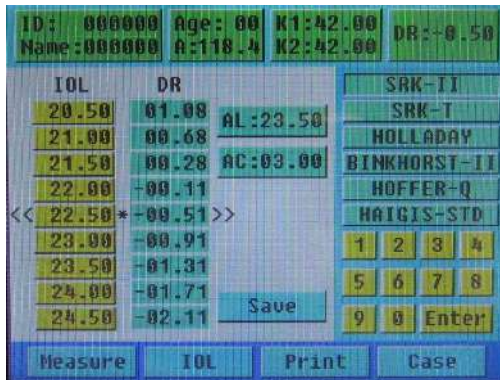 ID: 000000 Age: 00 K1:42.00 DR:-0.50
Name:000000 A:118.4 K2:42.00
IOL DR SRK-II
20.50 01.08 AL:23.50 SRK-T
21.00 00.68 HOLLADAY
21.50 00.28 AC:03.00 BINKHORST-II
22.00 -00.11 HOFFER-Q
<< 22.50 *-00.51 >> HAIGIS-STD
23.00 -00.91 1 2 3 4
23.50 -01.31 5 6 7 8
24.00 -01.71 Save
24.50 -02.11 9 0 Enter
Measure IOL Print Case